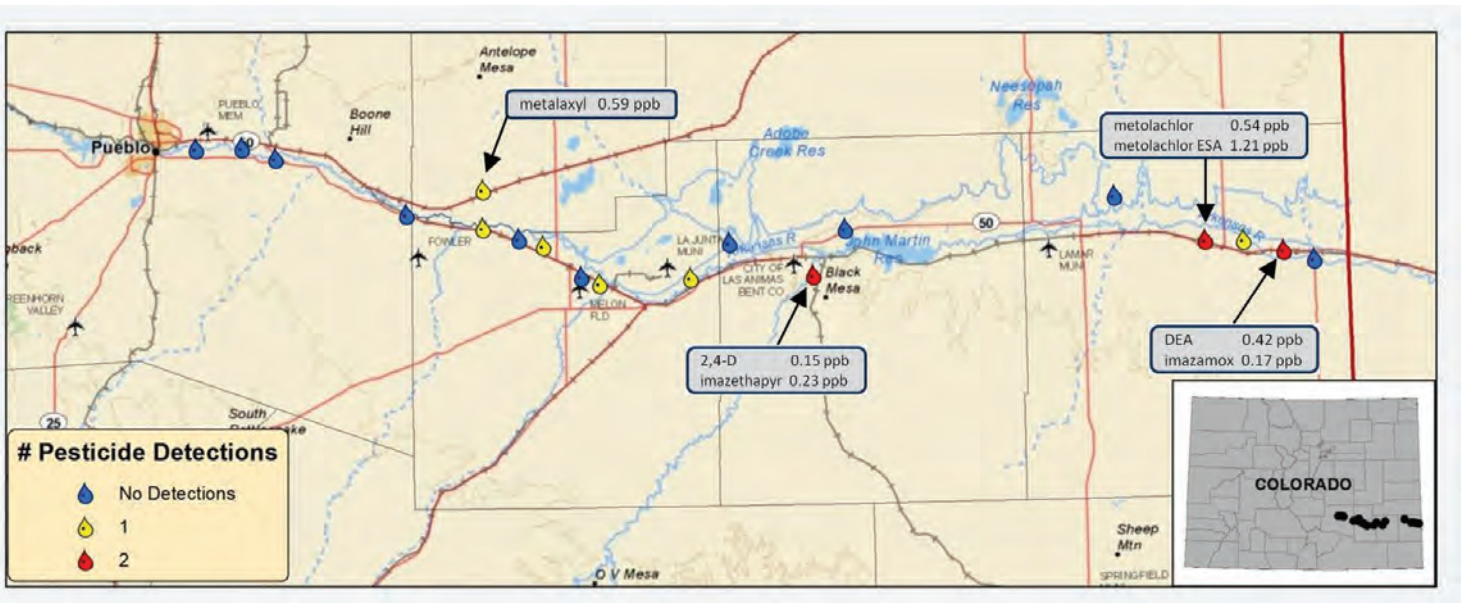 Antelope
Mesa
metalaxyl 0.59 ppb
PUEBLO
MEM
Boone
Hill
Neesopah
Res
metolachlor 0.54 ppb
metolachlor ESA 1.21 ppb
Adobe
Creek Res
Pueblo
50
FOWLER
LA JUNTA
MUNI
John Martin
Res
LAMAR
MUNI
CITY OF
LAS ANIMAS
BENT CO
Black
Mesa
VALLEY
MELON
FLD
2,4-D 0.15 ppb
imazethapyr 0.23 ppb
DEA 0.42 ppb
imazamox 0.17 ppb
25
South
# Pesticide Detections
No Detections
1
2
O V Mesa
Sheep
Mtn
SPRINGFIELD
COLORADO